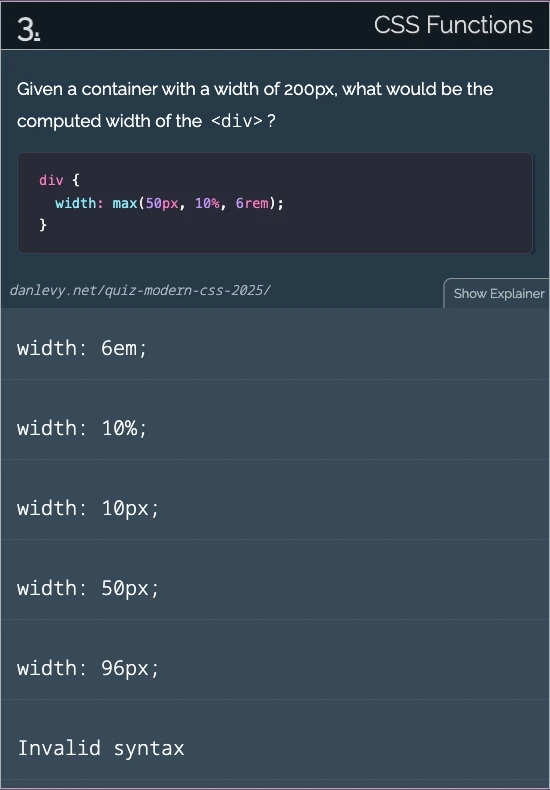 3.
CSS Functions
Given a container with a width of 200px, what would be the
computed width of the <div> ?
div {
  width: max(50px, 10%, 6rem);
}
danlevy.net/quiz-modern-css-2025/
Show Explainer
width: 6em;
width: 10%;
width: 10px;
width: 50px;
width: 96px;
Invalid syntax